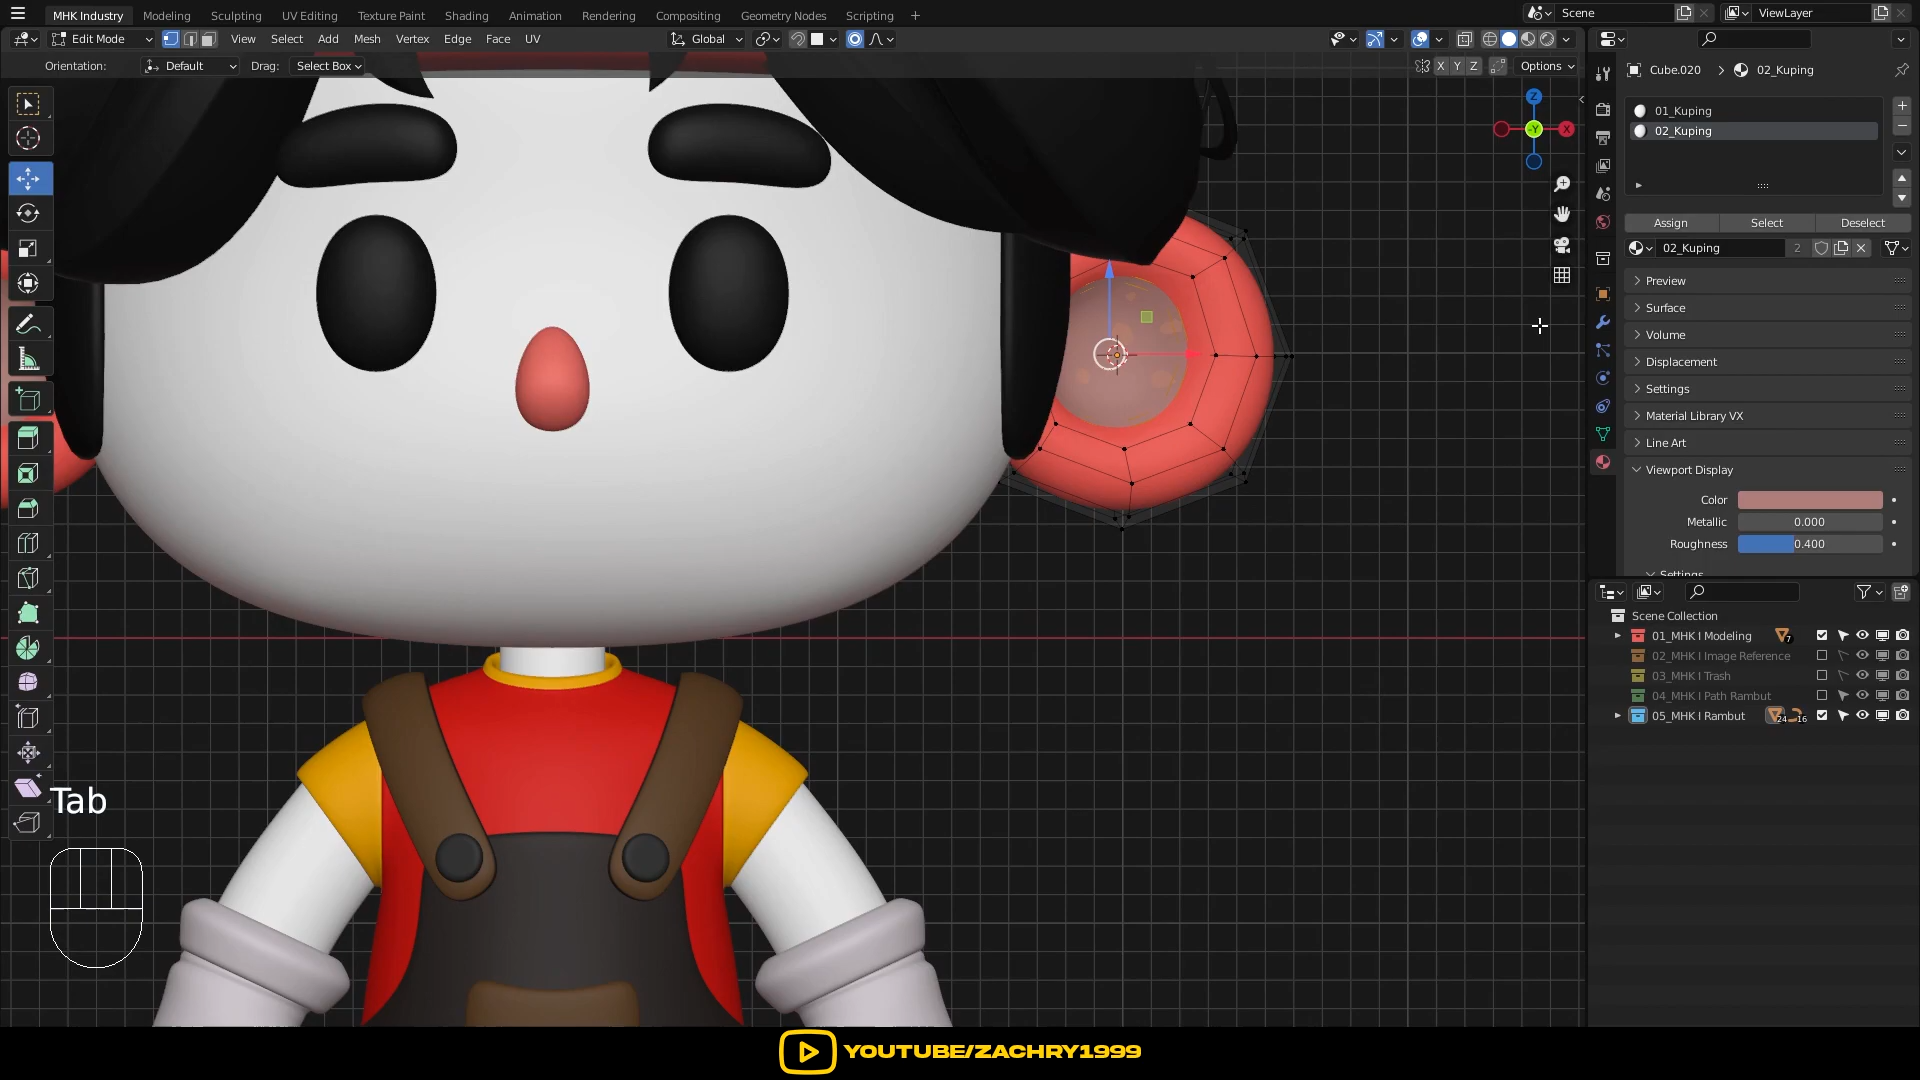 MHK Industry Modeling Sculpting UV Editing Texture Paint Shading Animation Rendering Compositing Geometry Nodes Scripting + Scene ViewLayer
Edit Mode View Select Add Mesh Vertex Edge Face UV Global
Orientation: Default Drag: Select Box X Y Z Options
Z
-Y
X
Cube.020 02_Kuping
01_Kuping
02_Kuping
Assign Select Deselect
02_Kuping 2
Preview
Surface
Volume
Displacement
Settings
Material Library VX
Line Art
Viewport Display
Color
Metallic 0.000
Roughness 0.400
Settings
Scene Collection
01_MHK I Modeling 7
02_MHK I Image Reference
03_MHK I Trash
04_MHK I Path Rambut
05_MHK I Rambut 24 16
Tab
YOUTUBE/ZACHRY1999